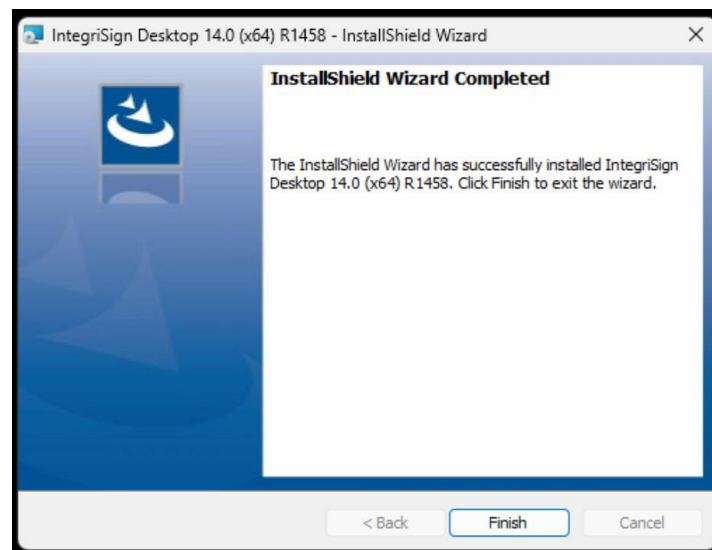 IntegriSign Desktop 14.0 (x64) R1458 - InstallShield Wizard
InstallShield Wizard Completed
The InstallShield Wizard has successfully installed IntegriSign
Desktop 14.0 (x64) R1458. Click Finish to exit the wizard.
< Back Finish Cancel